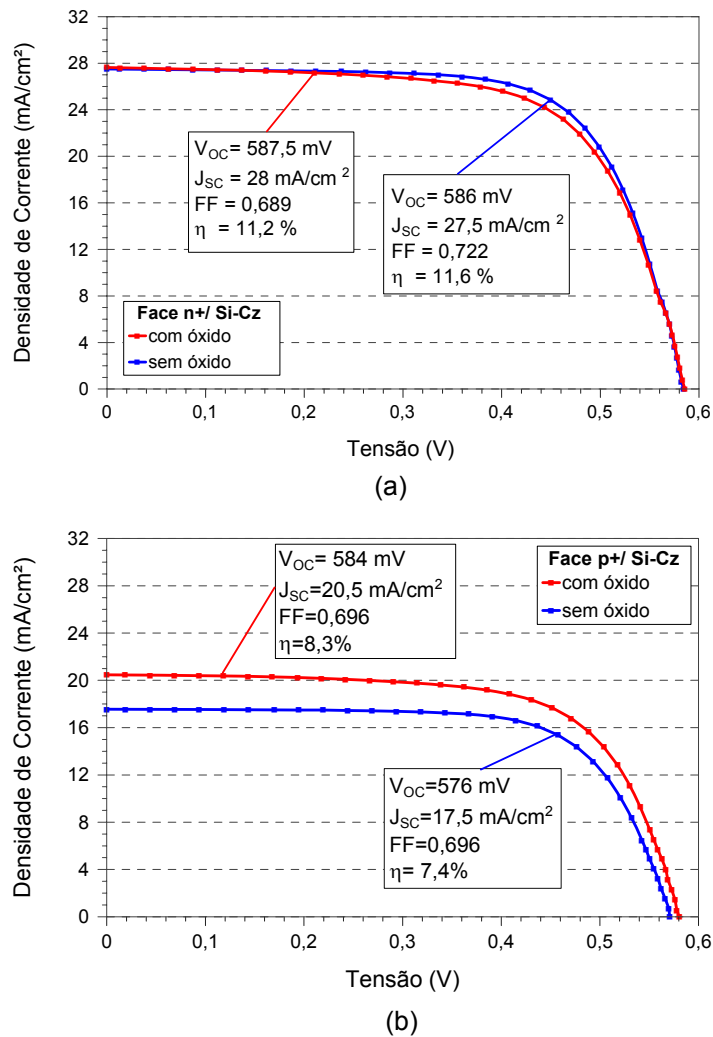 32
28
24
20
16
12
8
4
0
Densidade de Corrente (mA/cm²)
V_OC= 587,5 mV
J_SC = 28 mA/cm ²
FF = 0,689
η = 11,2 %
V_OC = 586 mV
J_SC = 27,5 mA/cm ²
FF = 0,722
η = 11,6 %
Face n+/ Si-Cz
com óxido
sem óxido
0 0,1 0,2 0,3 0,4 0,5 0,6
Tensão (V)
(a)
32
28
24
20
16
12
8
4
0
Densidade de Corrente (mA/cm²)
V_OC= 584 mV
J_SC=20,5 mA/cm²
FF=0,696
η=8,3%
Face p+/ Si-Cz
com óxido
sem óxido
V_OC=576 mV
J_SC=17,5 mA/cm²
FF=0,696
η= 7,4%
0 0,1 0,2 0,3 0,4 0,5 0,6
Tensão (V)
(b)